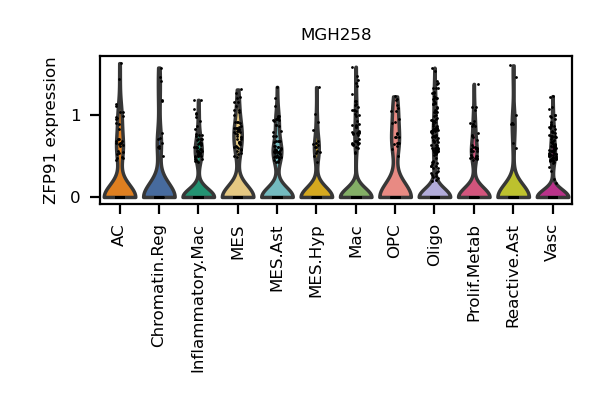 MGH258
ZFP91 expression
1
0
AC
Chromatin.Reg
Inflammatory.Mac
MES
MES.Ast
MES.Hyp
Mac
OPC
Oligo
Prolif.Metab
Reactive.Ast
Vasc